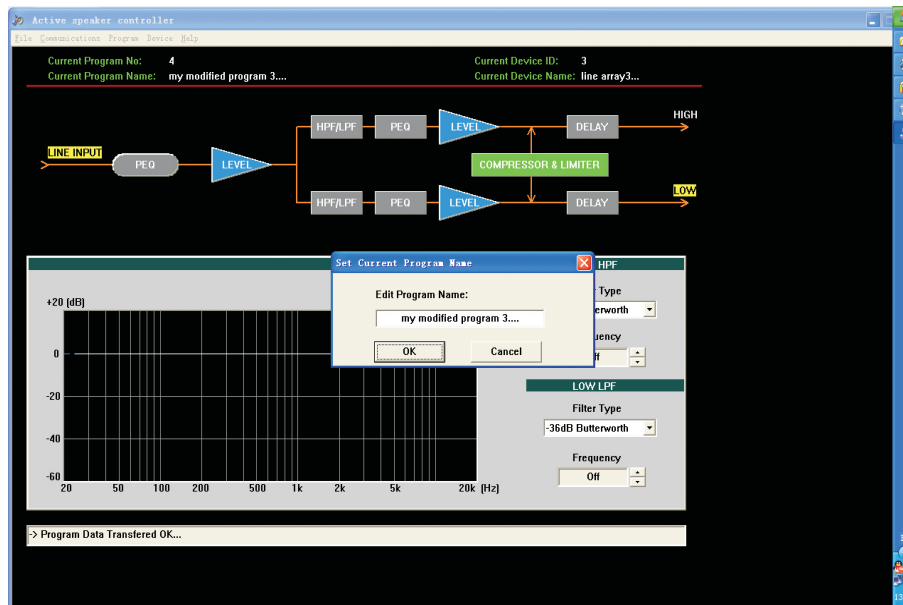 Active speaker controller
File Communications Program Device Help
Current Program No: 4
Current Device ID: 3
Current Program Name: my modified program 3....
Current Device Name: line array3...
HIGH
HPF/LPF PEQ LEVEL DELAY
LINE INPUT
PEQ LEVEL
COMPRESSOR & LIMITER
LOW
HPF/LPF PEQ LEVEL DELAY
Set Current Program Name
HPF
Edit Program Name:
Type
my modified program 3....
OK Cancel
+20 (dB)
0
-20
-40
-60
20 50 100 200 500 1k 2k 5k 20k (Hz)
LOW LPF
Filter Type
-36dB Butterworth
Frequency
Off
-> Program Data Transfered OK...